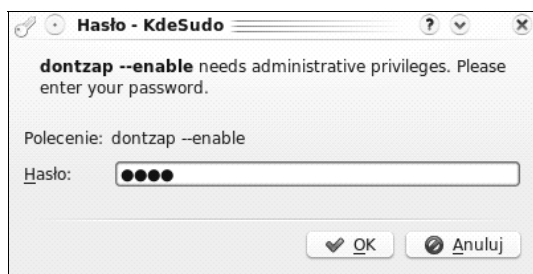 Hasło - KdeSudo
dontzap --enable needs administrative privileges. Please
enter your password.
Polecenie: dontzap --enable
Hasło: ●●●●
OK Anuluj